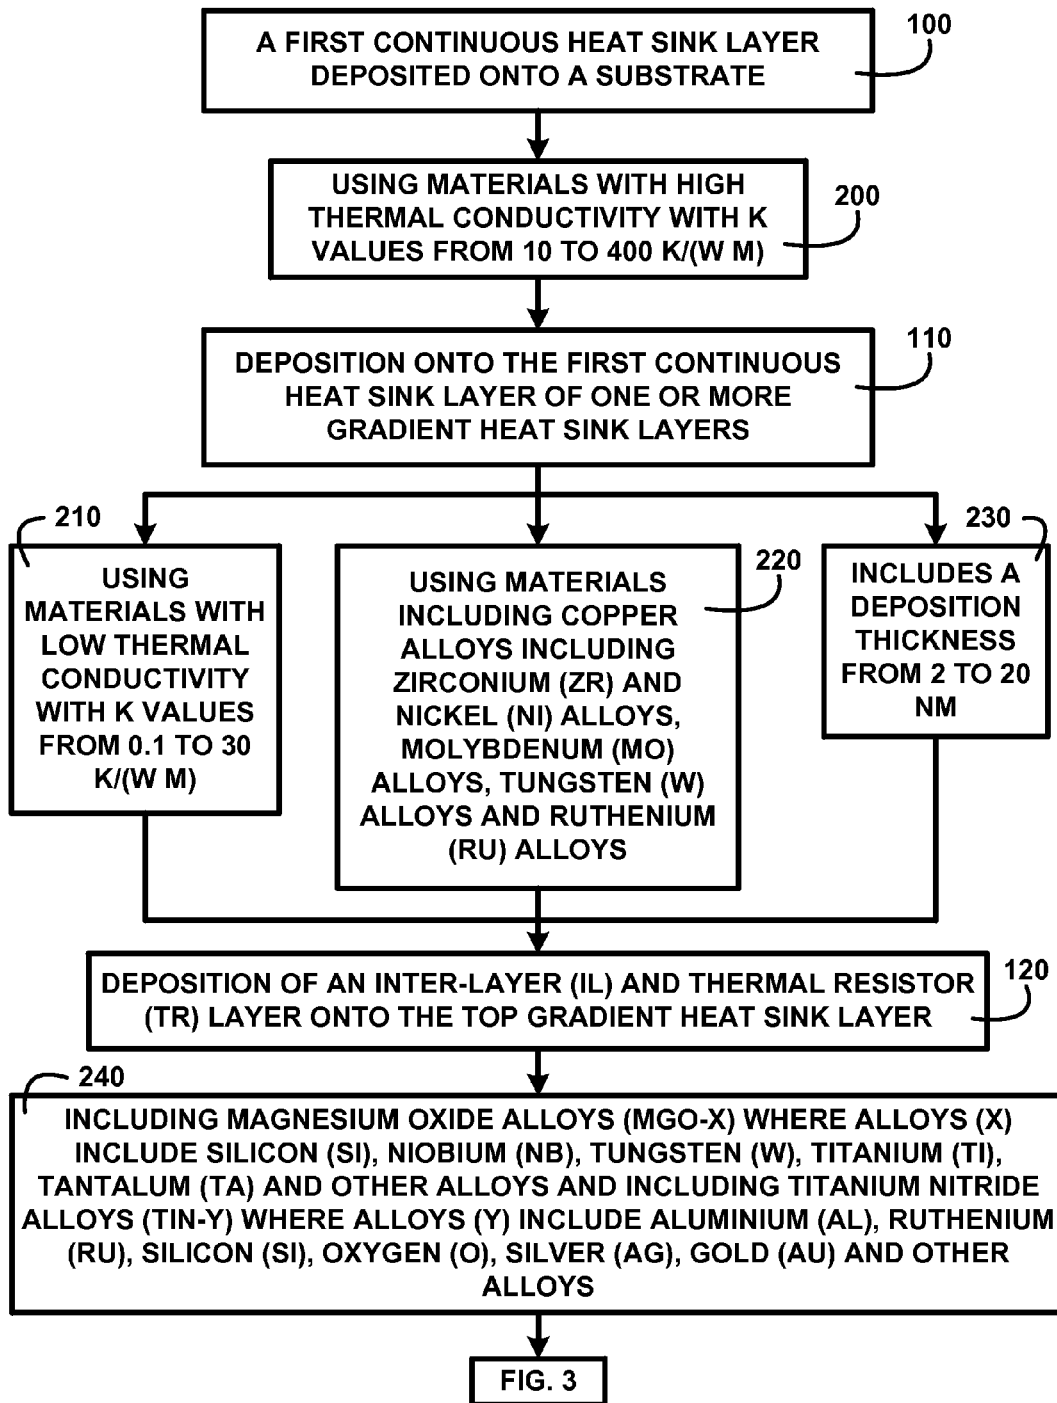 A FIRST CONTINUOUS HEAT SINK LAYER
DEPOSITED ONTO A SUBSTRATE
100
USING MATERIALS WITH HIGH
THERMAL CONDUCTIVITY WITH K
VALUES FROM 10 TO 400 K/(W M)
200
DEPOSITION ONTO THE FIRST CONTINUOUS
HEAT SINK LAYER OF ONE OR MORE
GRADIENT HEAT SINK LAYERS
110
210
USING
MATERIALS WITH
LOW THERMAL
CONDUCTIVITY
WITH K VALUES
FROM 0.1 TO 30
K/(W M)
220
USING MATERIALS
INCLUDING COPPER
ALLOYS INCLUDING
ZIRCONIUM (ZR) AND
NICKEL (NI) ALLOYS,
MOLYBDENUM (MO)
ALLOYS, TUNGSTEN (W)
ALLOYS AND RUTHENIUM
(RU) ALLOYS
230
INCLUDES A
DEPOSITION
THICKNESS
FROM 2 TO 20
NM
DEPOSITION OF AN INTER-LAYER (IL) AND THERMAL RESISTOR
(TR) LAYER ONTO THE TOP GRADIENT HEAT SINK LAYER
120
240
INCLUDING MAGNESIUM OXIDE ALLOYS (MGO-X) WHERE ALLOYS (X)
INCLUDE SILICON (SI), NIOBIUM (NB), TUNGSTEN (W), TITANIUM (TI),
TANTALUM (TA) AND OTHER ALLOYS AND INCLUDING TITANIUM NITRIDE
ALLOYS (TIN-Y) WHERE ALLOYS (Y) INCLUDE ALUMINIUM (AL), RUTHENIUM
(RU), SILICON (SI), OXYGEN (O), SILVER (AG), GOLD (AU) AND OTHER
ALLOYS
FIG. 3